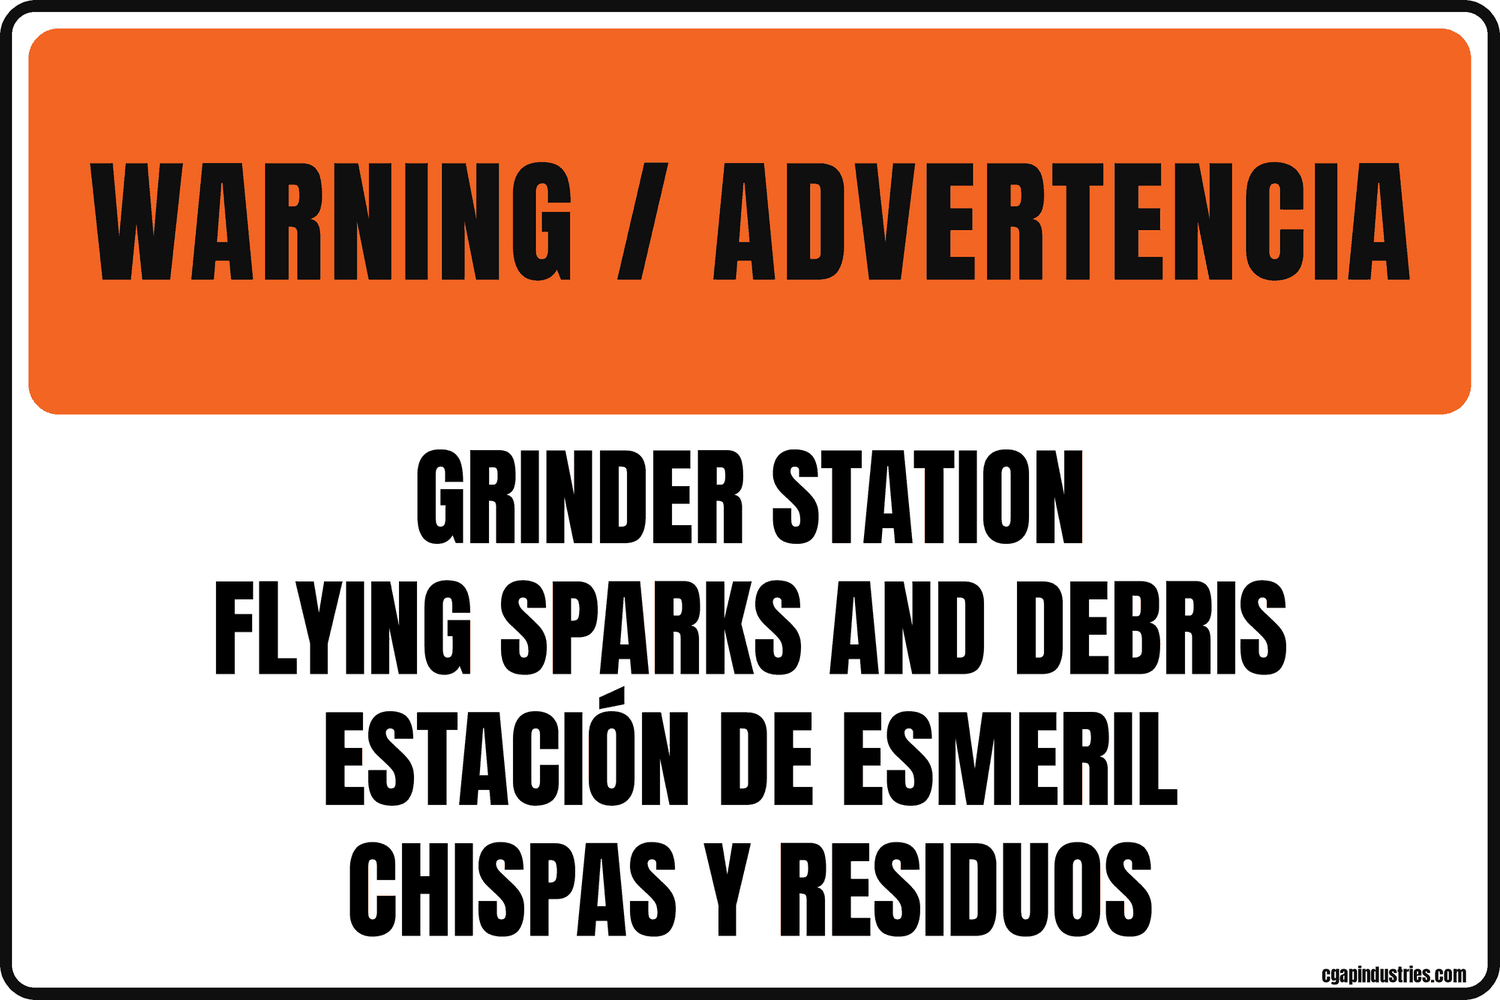 WARNING / ADVERTENCIA
GRINDER STATION
FLYING SPARKS AND DEBRIS
ESTACIÓN DE ESMERIL
CHISPAS Y RESIDUOS
cgapindustries.com